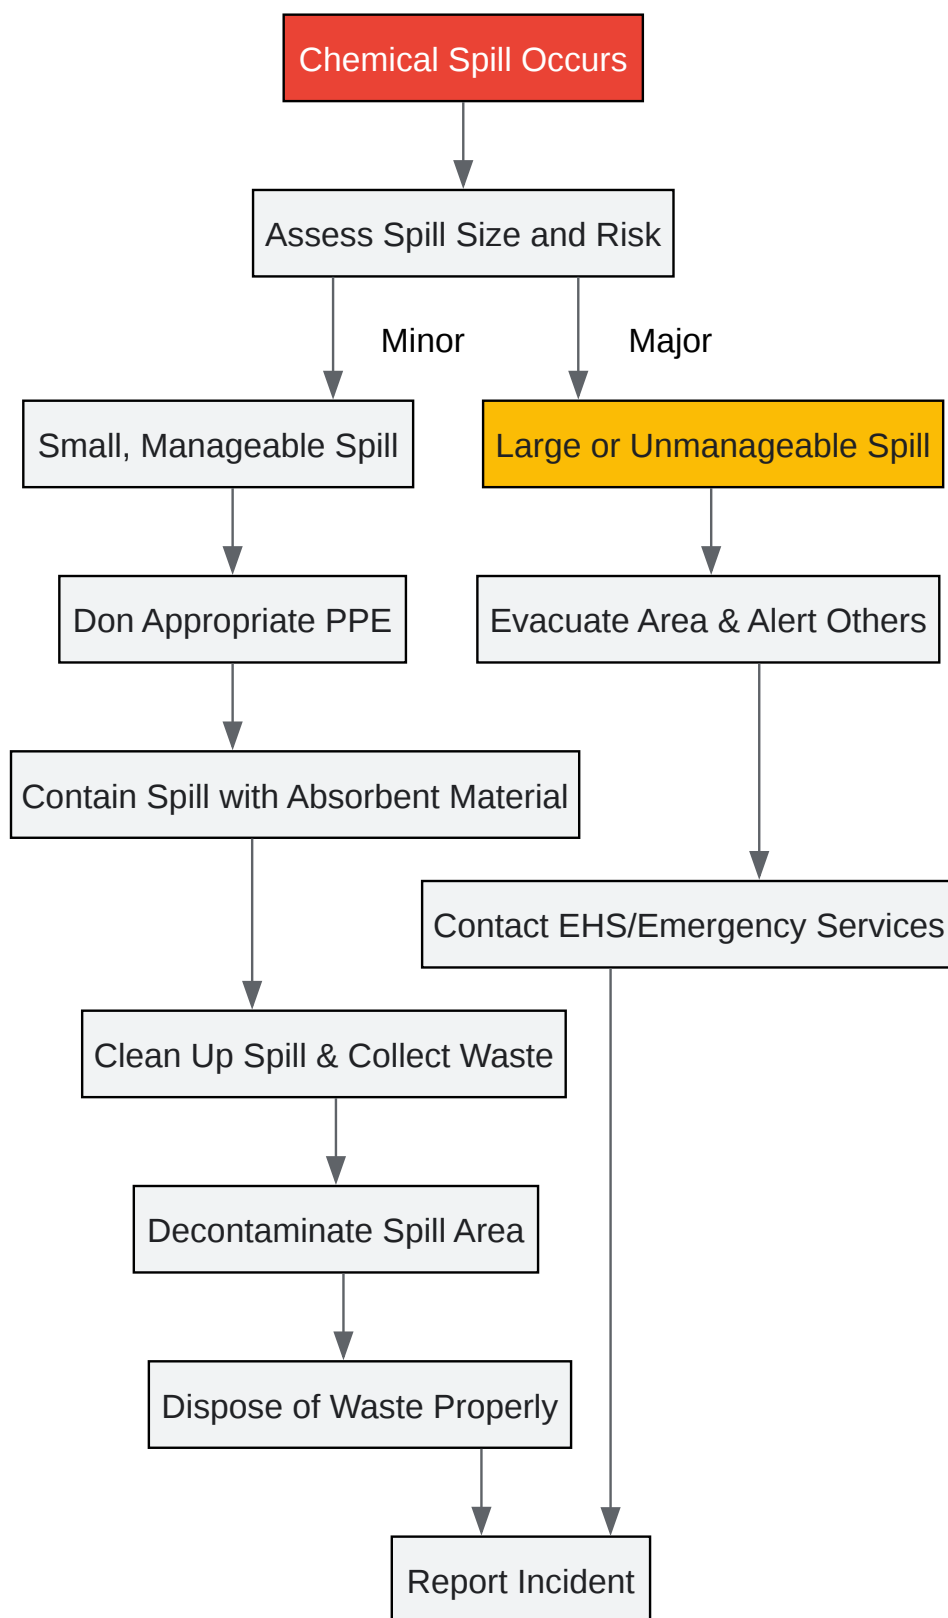 Chemical Spill Occurs
Assess Spill Size and Risk
Minor
Major
Small, Manageable Spill
Large or Unmanageable Spill
Don Appropriate PPE
Evacuate Area & Alert Others
Contain Spill with Absorbent Material
Contact EHS/Emergency Services
Clean Up Spill & Collect Waste
Decontaminate Spill Area
Dispose of Waste Properly
Report Incident